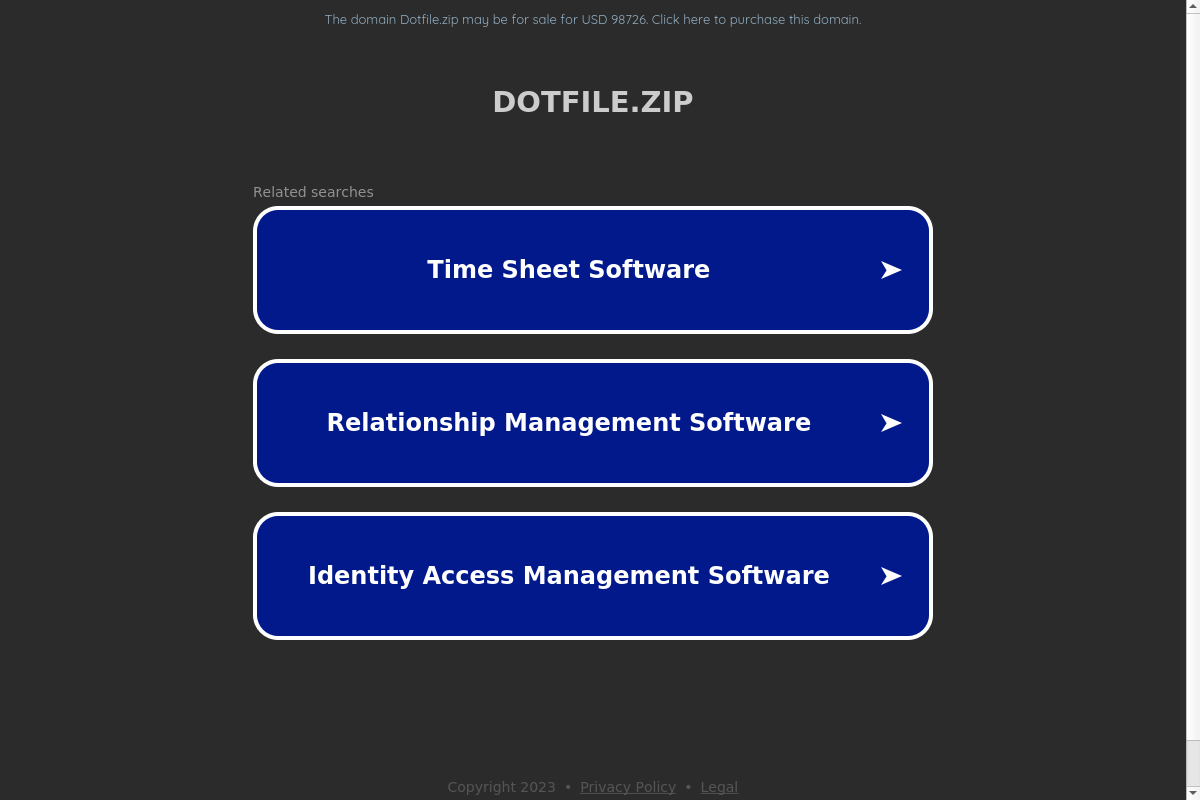 The domain Dotfile.zip may be for sale for USD 98726. Click here to purchase this domain.
DOTFILE.ZIP
Related searches
Time Sheet Software
Relationship Management Software
Identity Access Management Software
Copyright 2023 • Privacy Policy • Legal